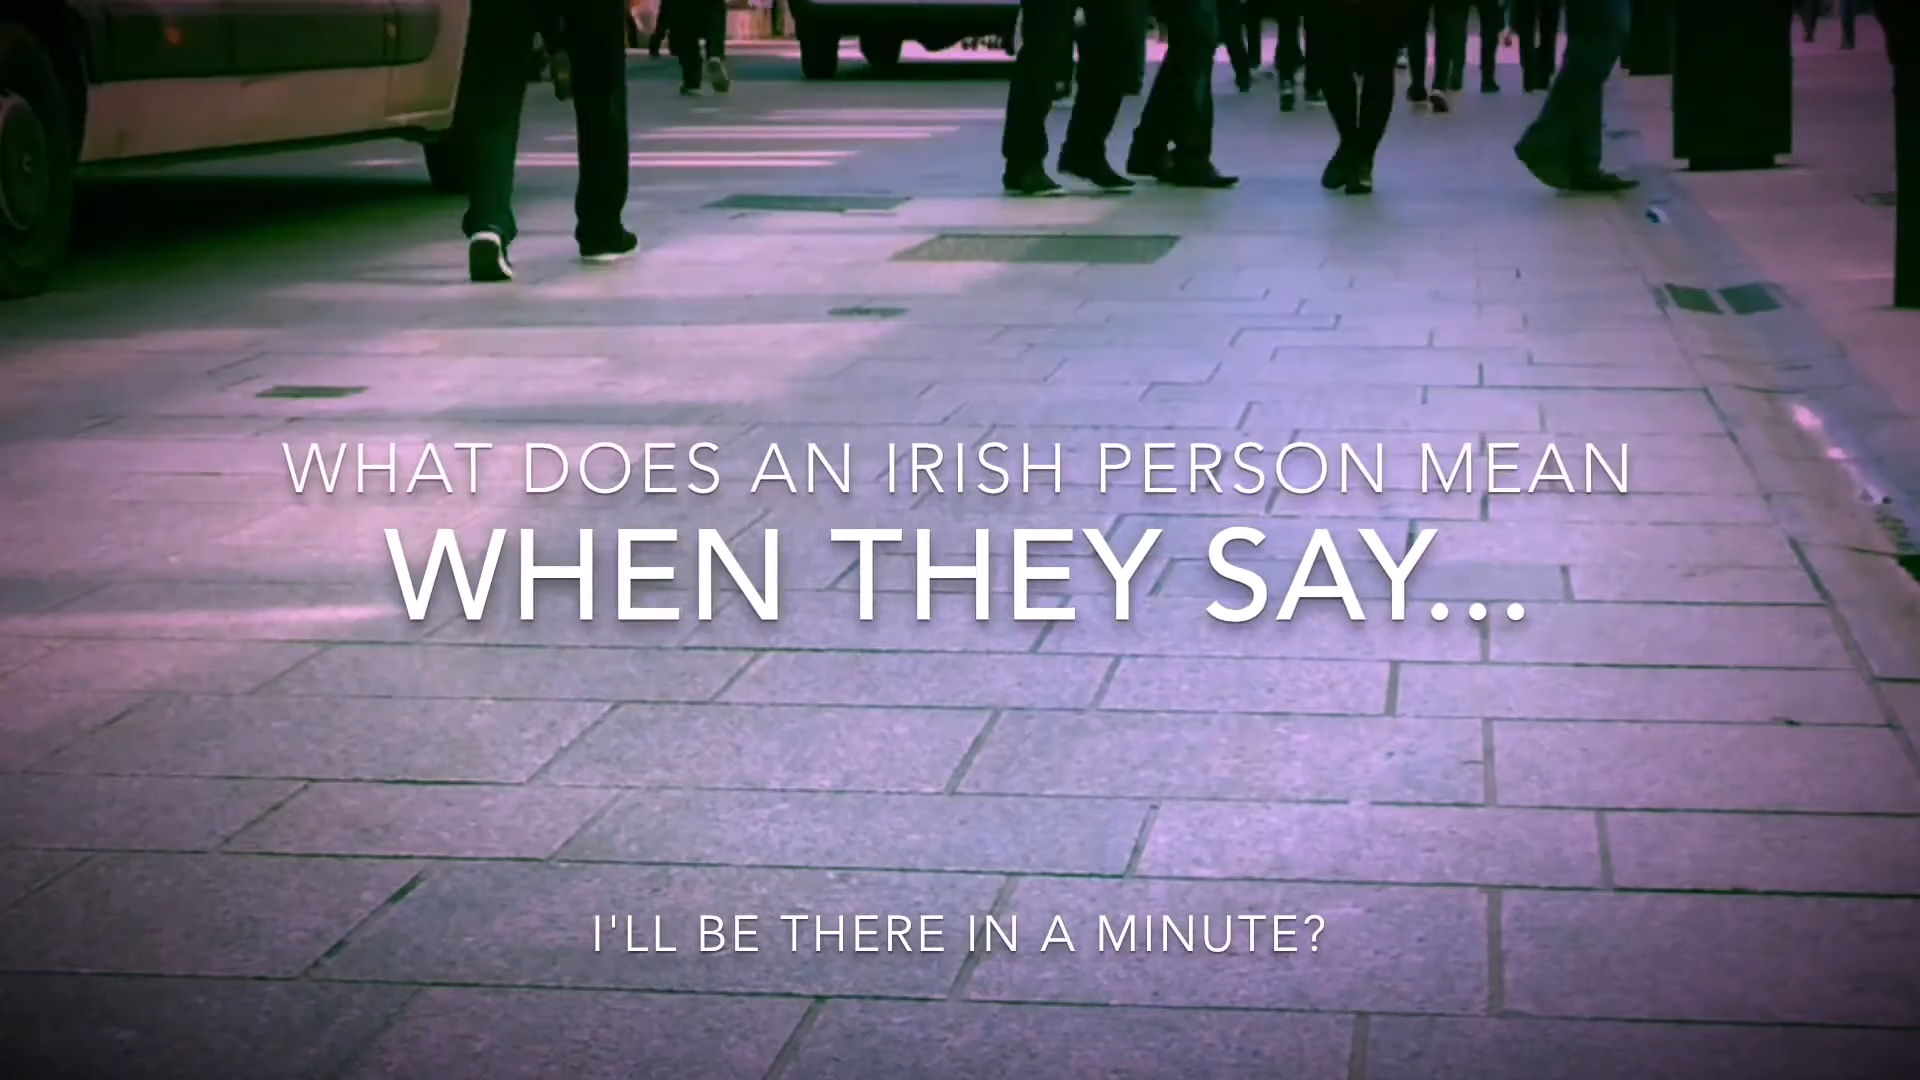 WHAT DOES AN IRISH PERSON MEAN
WHEN THEY SAY...
I'LL BE THERE IN A MINUTE?